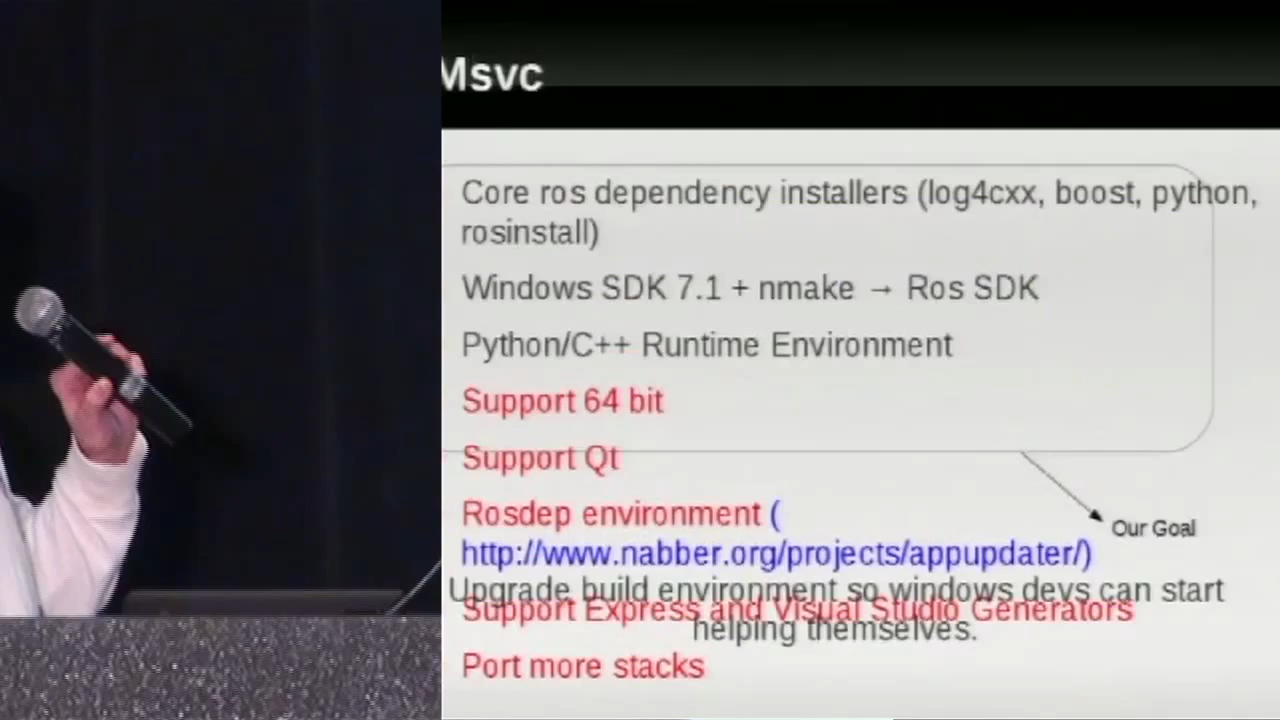 Msvc
Core ros dependency installers (log4cxx, boost, python,
rosinstall)
Windows SDK 7.1 + nmake → Ros SDK
Python/C++ Runtime Environment
Support 64 bit
Support Qt
Rosdep environment (
http://www.nabber.org/projects/appupdater/)
Our Goal
Upgrade build environment so windows devs can start
helping themselves.
Support Express and Visual Studio Generators
Port more stacks